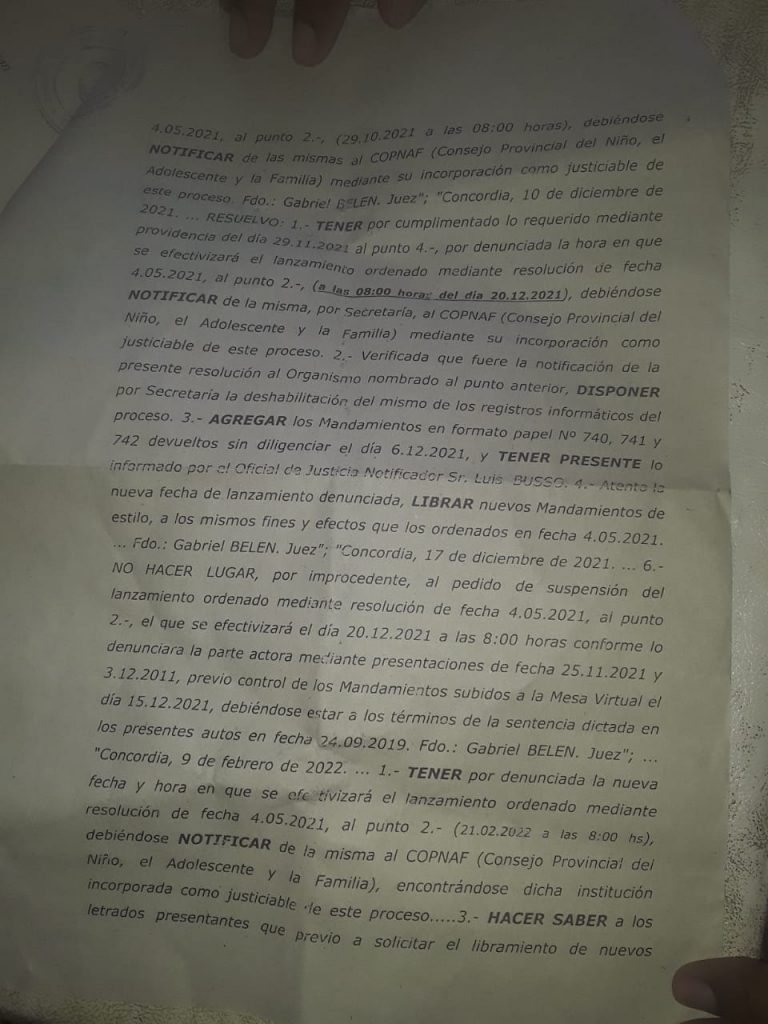 4.05.2021, al punto 2.-, (29.10.2021 a las 08:00 horas), debiéndose
NOTIFICAR de las mismas al COPNAF (Consejo Provincial del Niño, el
Adolescente y la Familia) mediante su incorporación como justiciable de
este proceso. Fdo.: Gabriel BELEN. Juez"; "Concordia, 10 de diciembre de
2021. ... RESUELVO: 1.- TENER por cumplimentado lo requerido mediante
providencia del día 29.11.2021 al punto 4.-, por denunciada la hora en que
se efectivizará el lanzamiento ordenado mediante resolución de fecha
4.05.2021, al punto 2.-, (a las 08:00 horas del día 20.12.2021), debiéndose
NOTIFICAR de la misma, por Secretaría, al COPNAF (Consejo Provincial del
Niño, el Adolescente y la Familia) mediante su incorporación como
justiciable de este proceso. 2.- Verificada que fuere la notificación de la
presente resolución al Organismo nombrado al punto anterior, DISPONER
por Secretaría la deshabilitación del mismo de los registros informáticos del
proceso. 3.- AGREGAR los Mandamientos en formato papel Nº 740, 741 y
742 devueltos sin diligenciar el día 6.12.2021, y TENER PRESENTE lo
informado por el Oficial de Justicia Notificador Sr. Luis BUSSO. 4.- Atento la
nueva fecha de lanzamiento denunciada, LIBRAR nuevos Mandamientos de
estilo, a los mismos fines y efectos que los ordenados en fecha 4.05.2021.
... Fdo.: Gabriel BELEN. Juez"; "Concordia, 17 de diciembre de 2021. ... 6.-
NO HACER LUGAR, por improcedente, al pedido de suspensión del
lanzamiento ordenado mediante resolución de fecha 4.05.2021, al punto
2.-, el que se efectivizará el día 20.12.2021 a las 8:00 horas conforme lo
denunciara la parte actora mediante presentaciones de fecha 25.11.2021 y
3.12.2011, previo control de los Mandamientos subidos a la Mesa Virtual el
día 15.12.2021, debiéndose estar a los términos de la sentencia dictada en
los presentes autos en fecha 24.09.2019. Fdo.: Gabriel BELEN. Juez"; ...
"Concordia, 9 de febrero de 2022. ... 1.- TENER por denunciada la nueva
fecha y hora en que se efectivizará el lanzamiento ordenado mediante
resolución de fecha 4.05.2021, al punto 2.- (21.02.2022 a las 8:00 hs),
debiéndose NOTIFICAR de la misma al COPNAF (Consejo Provincial del
Niño, el Adolescente y la Familia), encontrándose dicha institución
incorporada como justiciable de este proceso.....3.- HACER SABER a los
letrados presentantes que previo a solicitar el libramiento de nuevos